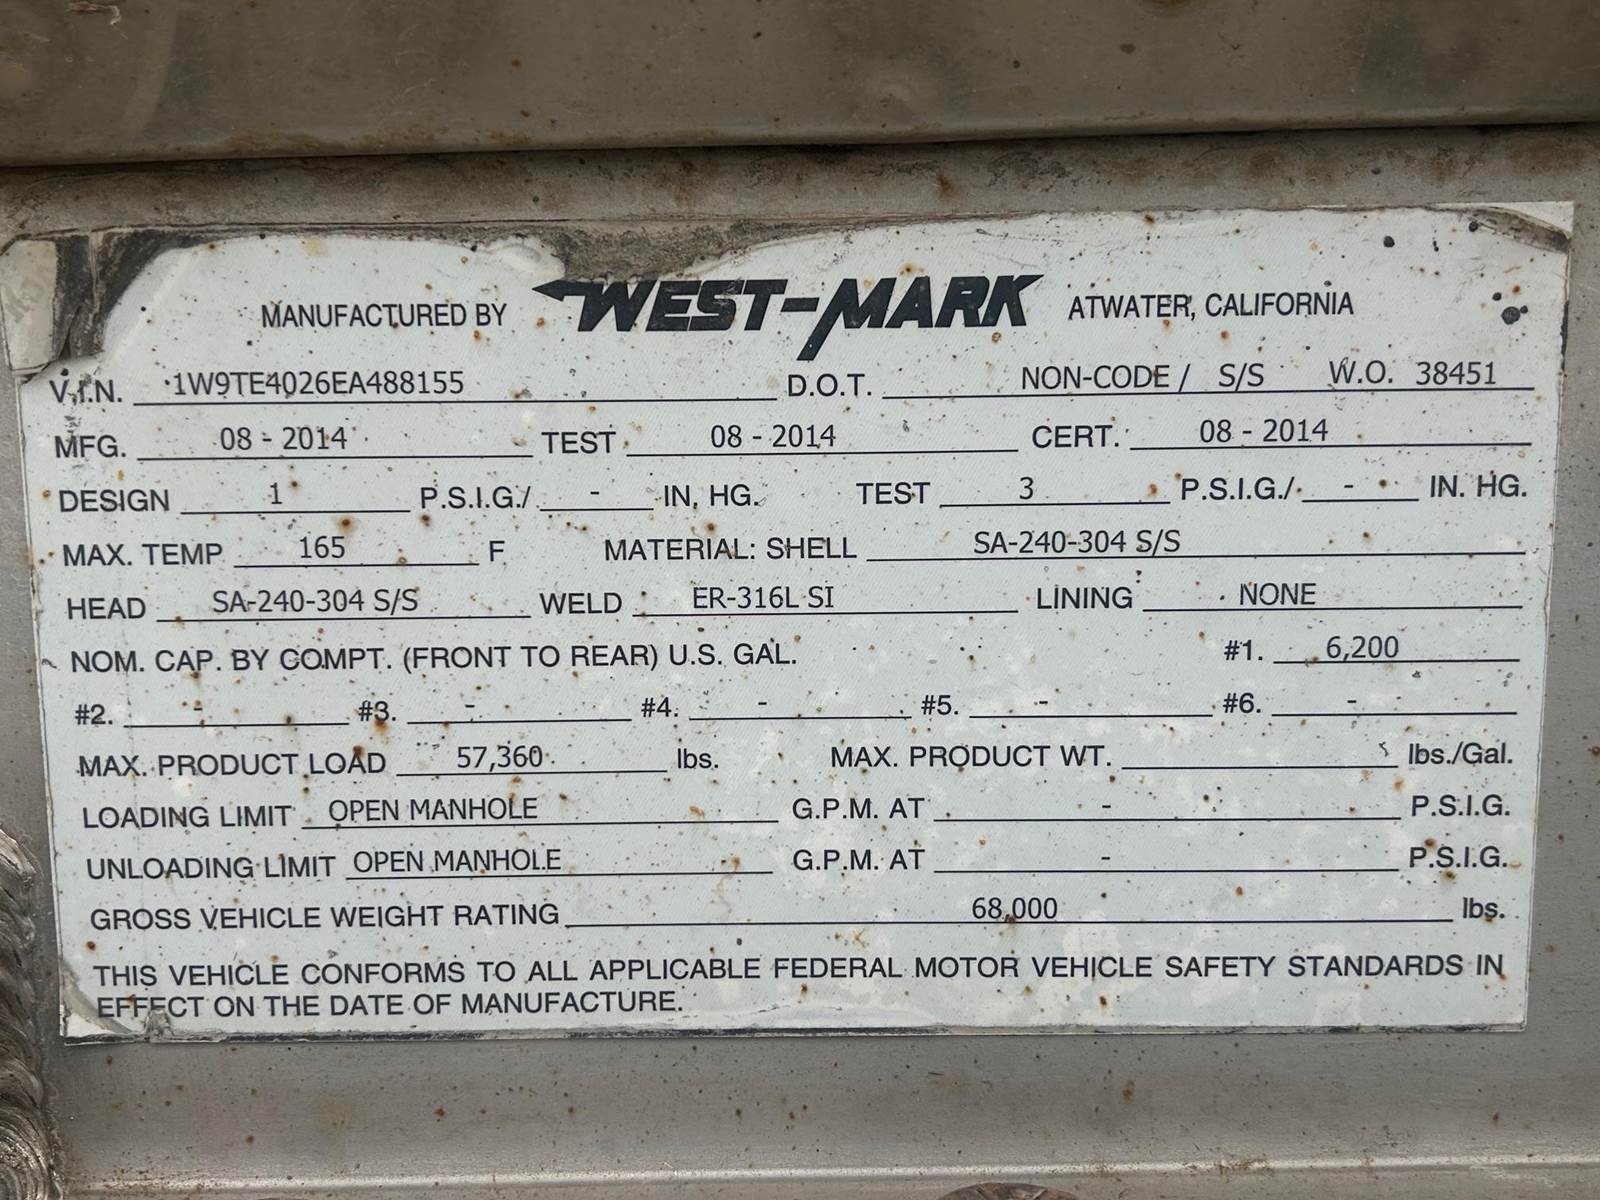 MANUFACTURED BY WEST-MARK ATWATER, CALIFORNIA
V.I.N. 1W9TE4026EA488155 D.O.T. NON-CODE / S/S W.O. 38451
MFG. 08 - 2014 TEST 08 - 2014 CERT. 08 - 2014
DESIGN 1 P.S.I.G./ - IN. HG. TEST 3 P.S.I.G./ - IN. HG.
MAX. TEMP 165 F MATERIAL: SHELL SA-240-304 S/S
HEAD SA-240-304 S/S WELD ER-316L SI LINING NONE
NOM. CAP. BY COMPT. (FRONT TO REAR) U.S. GAL. #1. 6,200
#2. - #3. - #4. - #5. - #6. -
MAX. PRODUCT LOAD 57,360 lbs. MAX. PRODUCT WT. lbs./Gal.
LOADING LIMIT OPEN MANHOLE G.P.M. AT - P.S.I.G.
UNLOADING LIMIT OPEN MANHOLE G.P.M. AT - P.S.I.G.
GROSS VEHICLE WEIGHT RATING 68,000 lbs.
THIS VEHICLE CONFORMS TO ALL APPLICABLE FEDERAL MOTOR VEHICLE SAFETY STANDARDS IN
EFFECT ON THE DATE OF MANUFACTURE.